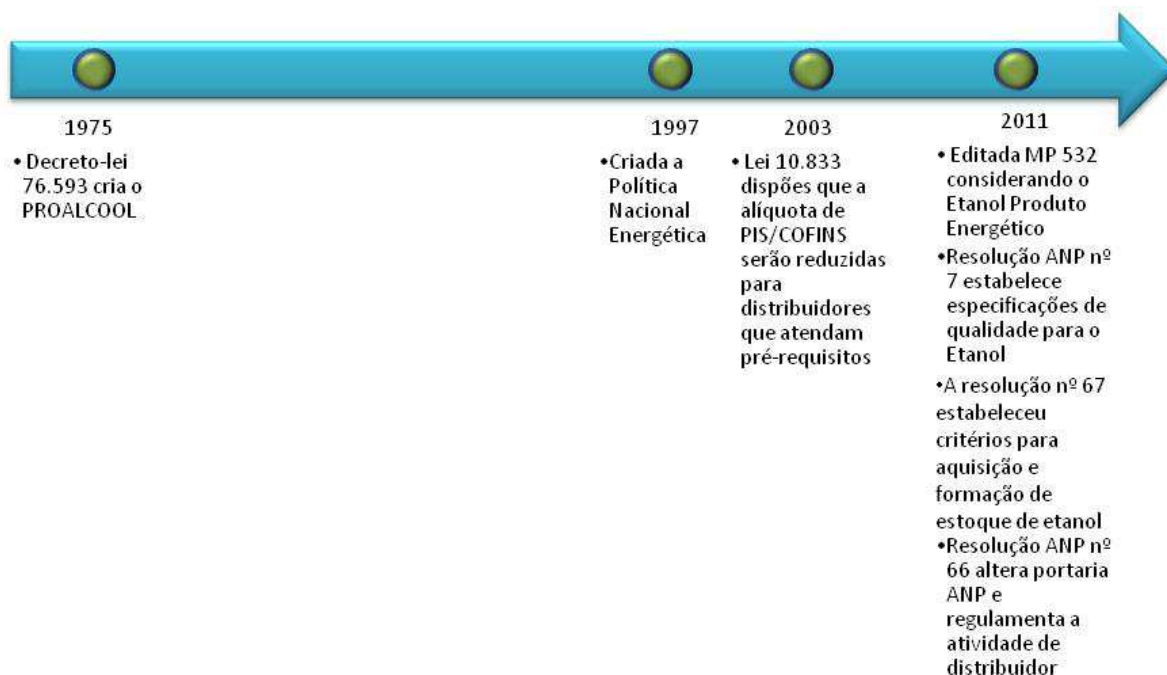 1975
• Decreto-lei
76.593 cria o
PROALCOOL
1997
•Criada a
Política
Nacional
Energética
2003
• Lei 10.833
dispões que a
alíquota de
PIS/COFINS
serão reduzidas
para
distribuidores
que atendam
pré-requisitos
2011
• Editada MP 532
considerando o
Etanol Produto
Energético
•Resolução ANP nº
7 estabelece
especificações de
qualidade para o
Etanol
•A resolução nº 67
estabeleceu
critérios para
aquisição e
formação de
estoque de etanol
•Resolução ANP nº
66 altera portaria
ANP e
regulamenta a
atividade de
distribuidor